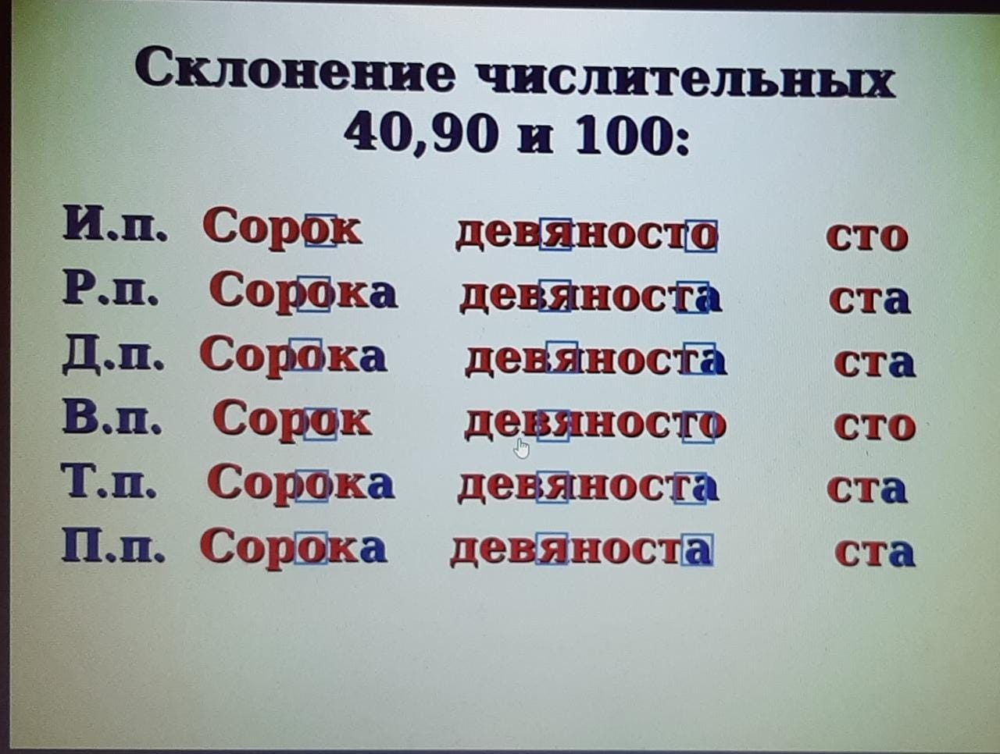 Склонение числительных
40,90 и 100:
И.п. Сорок девяносто сто
Р.п. Сорока девяноста ста
Д.п. Сорока девяноста ста
В.п. Сорок девяносто сто
Т.п. Сорока девяноста ста
П.п. Сорока девяноста ста